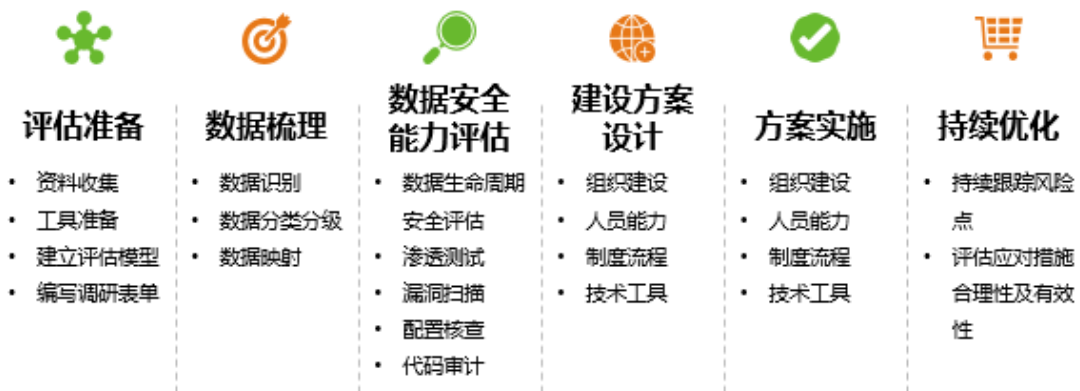 评估准备
• 资料收集
• 工具准备
• 建立评估模型
• 编写调研表单
数据梳理
• 数据识别
• 数据分类分级
• 数据映射
数据安全
能力评估
• 数据生命周期
安全评估
• 渗透测试
• 漏洞扫描
• 配置核查
• 代码审计
建设方案
设计
• 组织建设
• 人员能力
• 制度流程
• 技术工具
方案实施
• 组织建设
• 人员能力
• 制度流程
• 技术工具
持续优化
• 持续跟踪风险
点
• 评估应对措施
合理性及有效
性